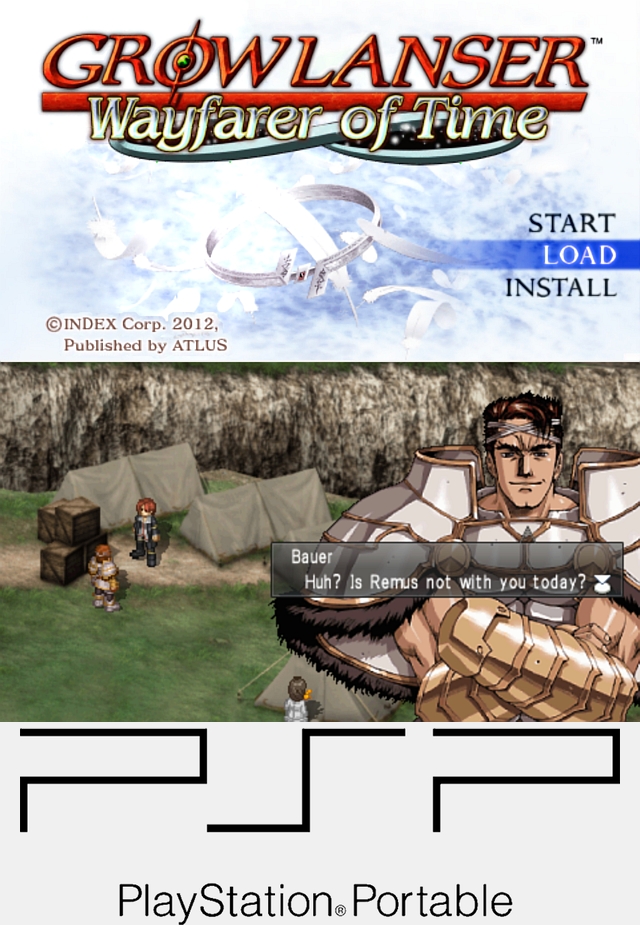 GROWLANSER™
Wayfarer of Time
START
LOAD
INSTALL
©INDEX Corp. 2012,
Published by ATLUS
Bauer
Huh? Is Remus not with you today?
PSP
PlayStation®Portable